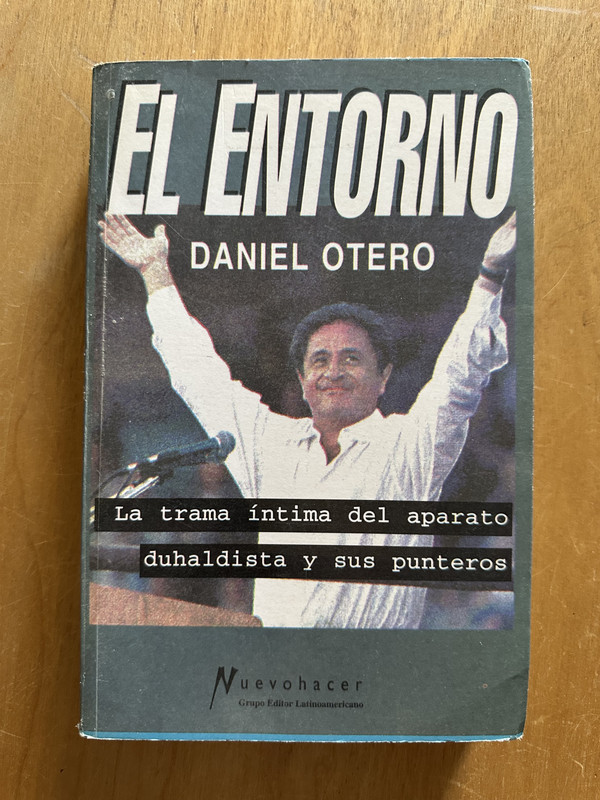 EL ENTORNO
DANIEL OTERO
La trama íntima del aparato
duhaldista y sus punteros
Nuevohacer
Grupo Editor Latinoamericano